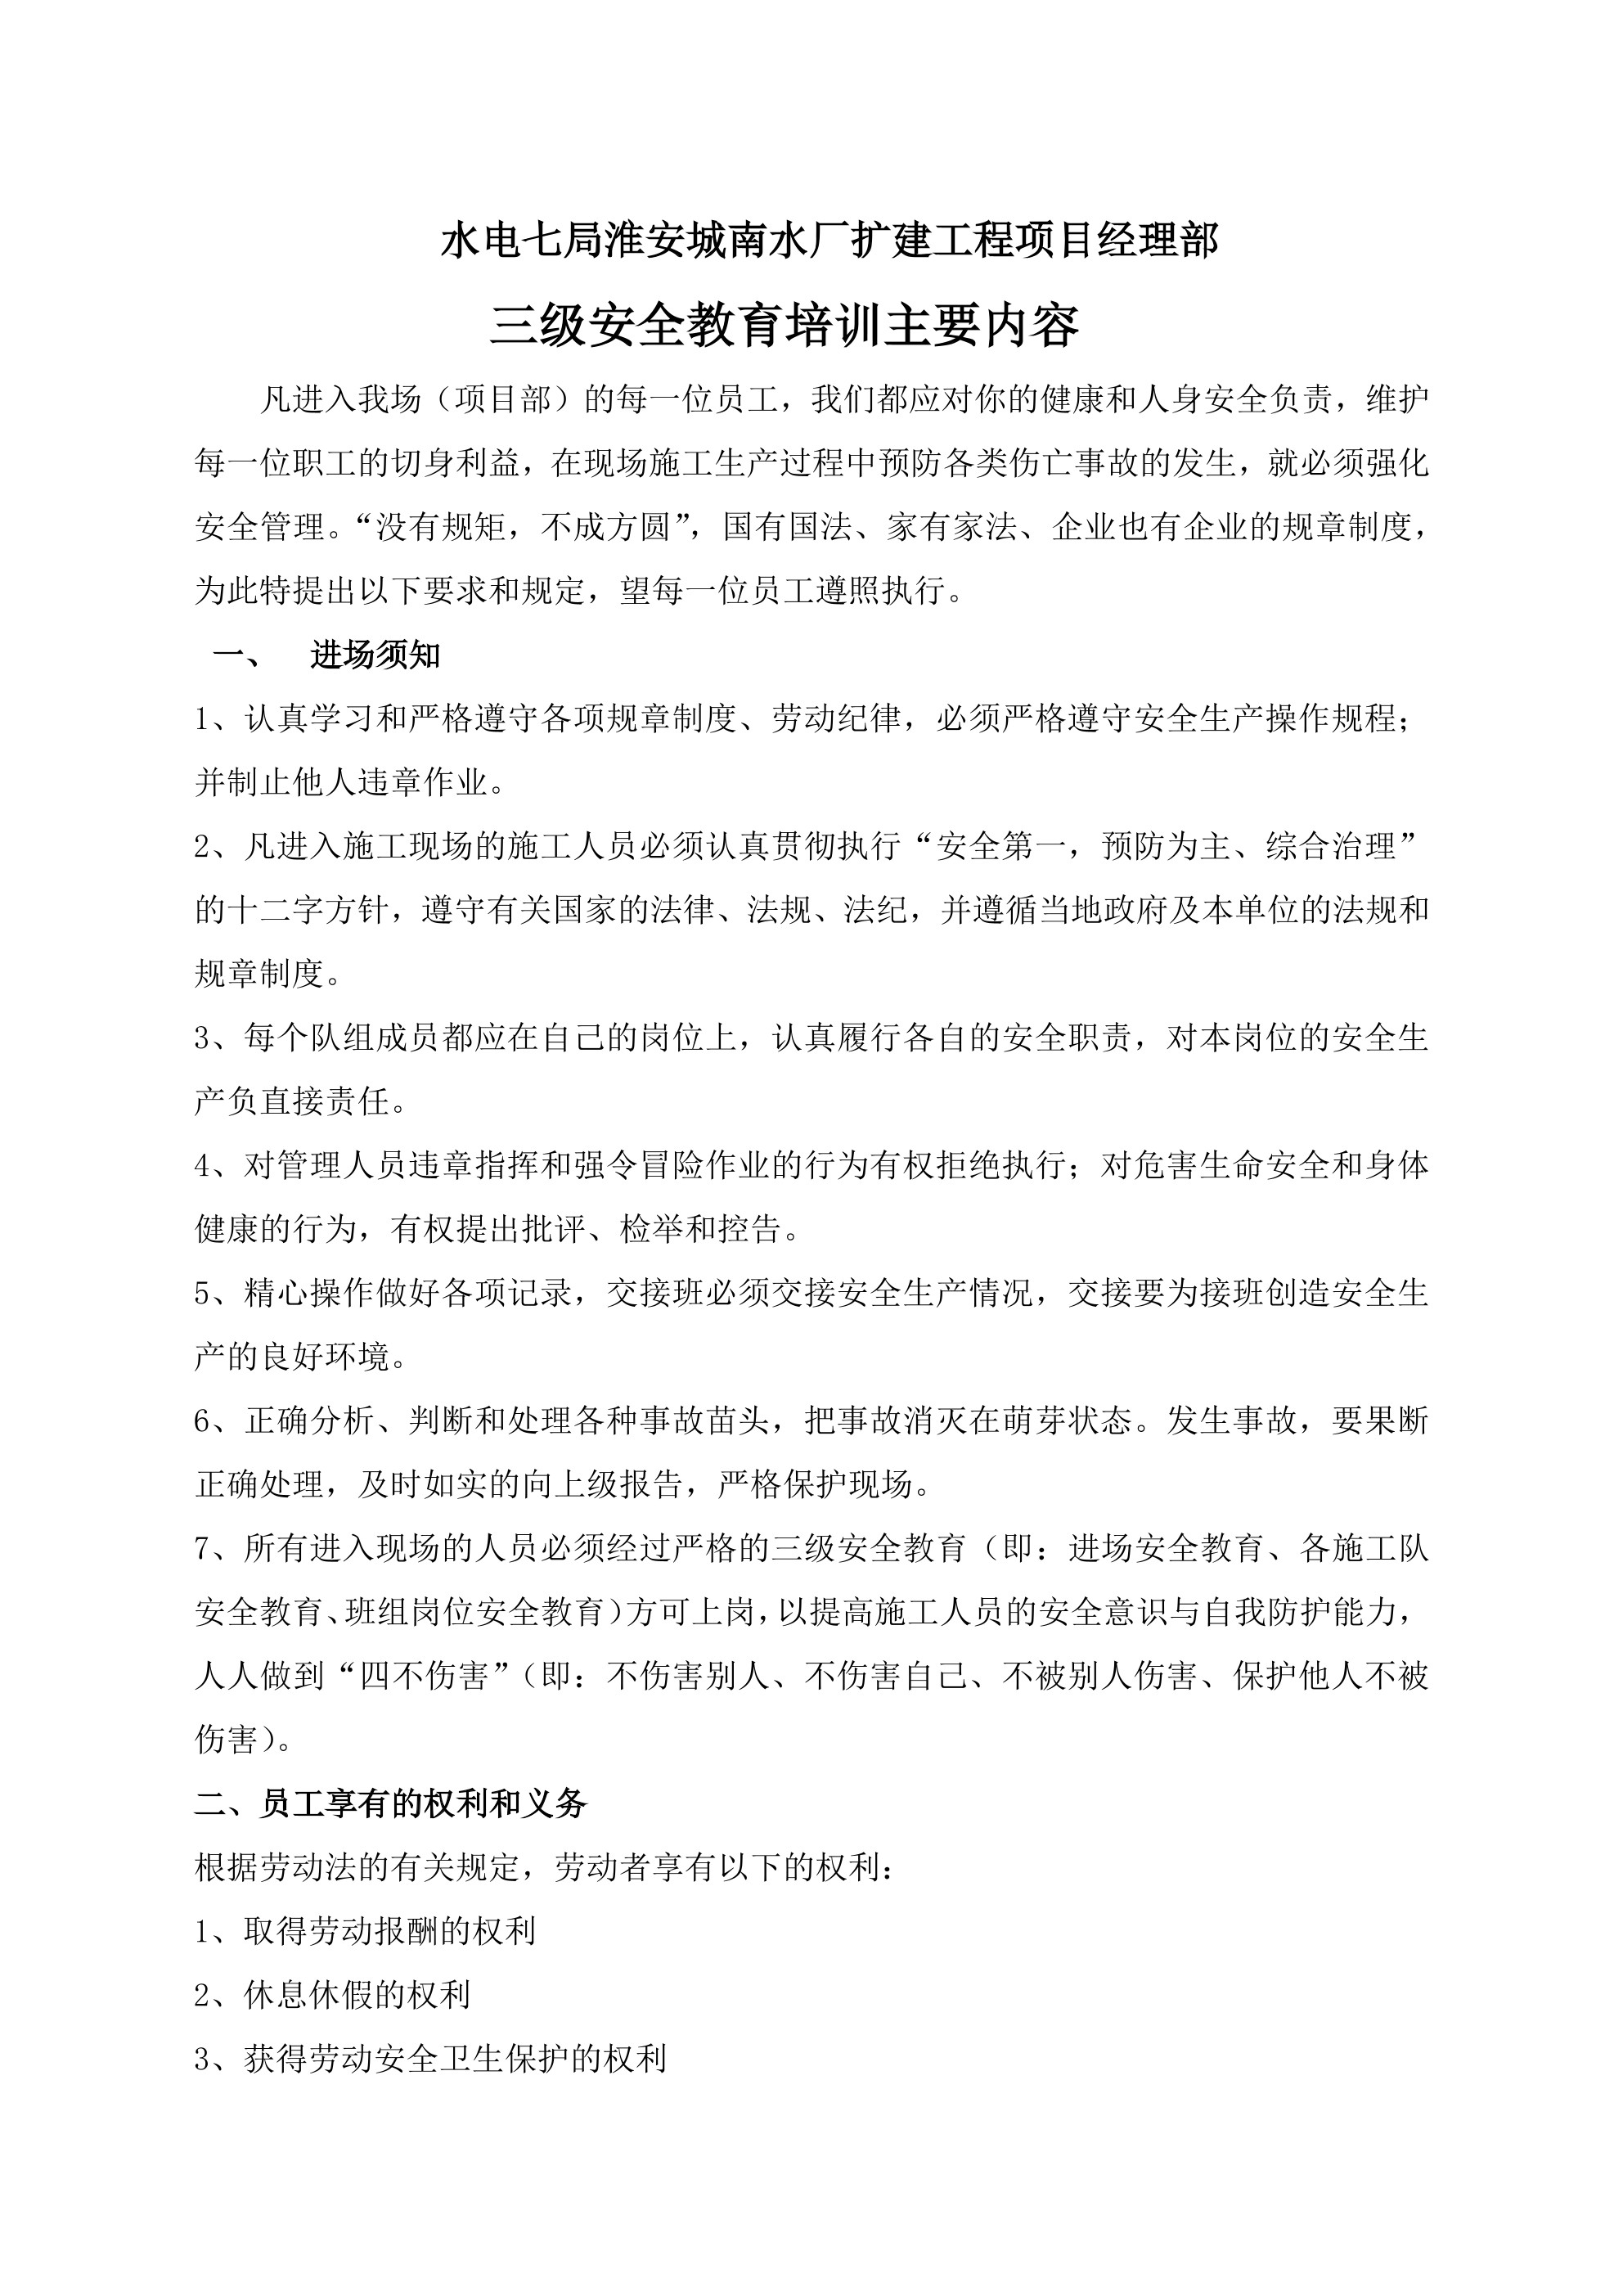 水电七局淮安城南水厂扩建工程项目经理部
三级安全教育培训主要内容
凡进入我场（项目部）的每一位员工，我们都应对你的健康和人身安全负责，维护
每一位职工的切身利益，在现场施工生产过程中预防各类伤亡事故的发生，就必须强化
安全管理。“没有规矩，不成方圆”，国有国法、家有家法、企业也有企业的规章制度，
为此特提出以下要求和规定，望每一位员工遵照执行。
一、 进场须知
1、认真学习和严格遵守各项规章制度、劳动纪律，必须严格遵守安全生产操作规程；
并制止他人违章作业。
2、凡进入施工现场的施工人员必须认真贯彻执行“安全第一，预防为主、综合治理”
的十二字方针，遵守有关国家的法律、法规、法纪，并遵循当地政府及本单位的法规和
规章制度。
3、每个队组成员都应在自己的岗位上，认真履行各自的安全职责，对本岗位的安全生
产负直接责任。
4、对管理人员违章指挥和强令冒险作业的行为有权拒绝执行；对危害生命安全和身体
健康的行为，有权提出批评、检举和控告。
5、精心操作做好各项记录，交接班必须交接安全生产情况，交接要为接班创造安全生
产的良好环境。
6、正确分析、判断和处理各种事故苗头，把事故消灭在萌芽状态。发生事故，要果断
正确处理，及时如实的向上级报告，严格保护现场。
7、所有进入现场的人员必须经过严格的三级安全教育（即：进场安全教育、各施工队
安全教育、班组岗位安全教育）方可上岗，以提高施工人员的安全意识与自我防护能力，
人人做到“四不伤害”（即：不伤害别人、不伤害自己、不被别人伤害、保护他人不被
伤害）。
二、员工享有的权利和义务
根据劳动法的有关规定，劳动者享有以下的权利：
1、取得劳动报酬的权利
2、休息休假的权利
3、获得劳动安全卫生保护的权利